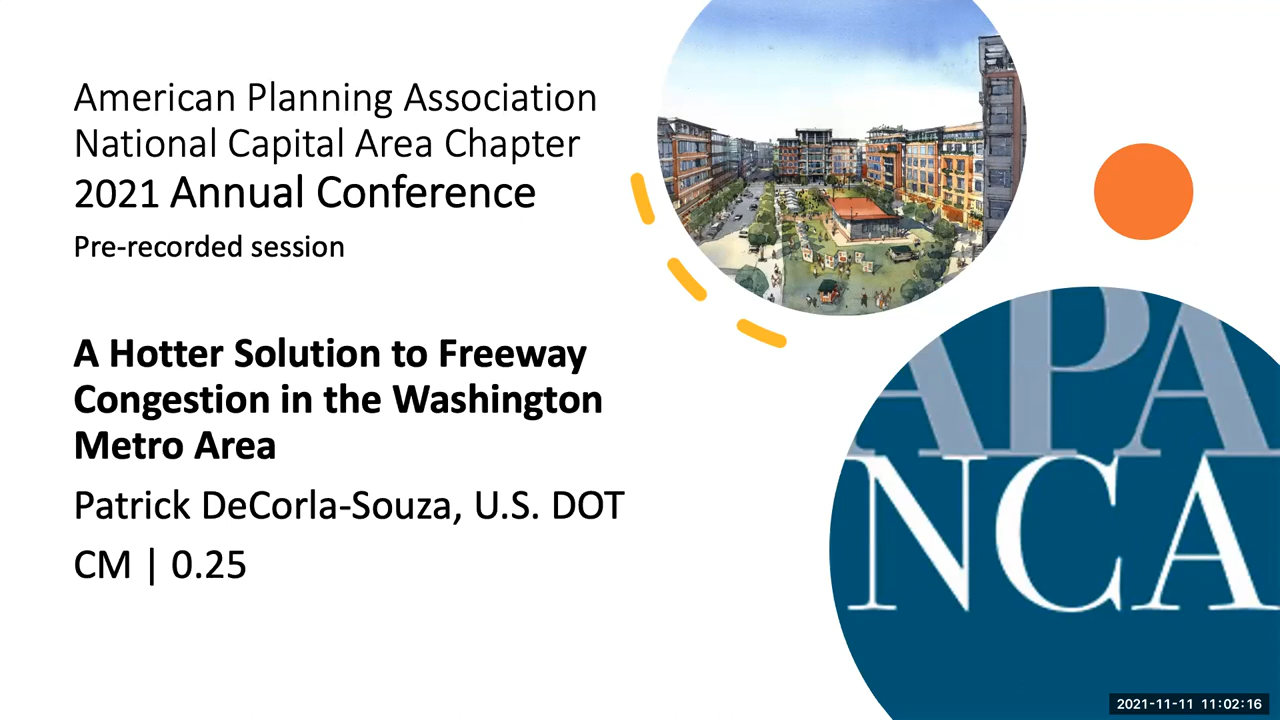 American Planning Association
National Capital Area Chapter
2021 Annual Conference
Pre-recorded session
A Hotter Solution to Freeway
Congestion in the Washington
Metro Area
Patrick DeCorla-Souza, U.S. DOT
CM | 0.25
APA
NCA
2021-11-11 11:02:16